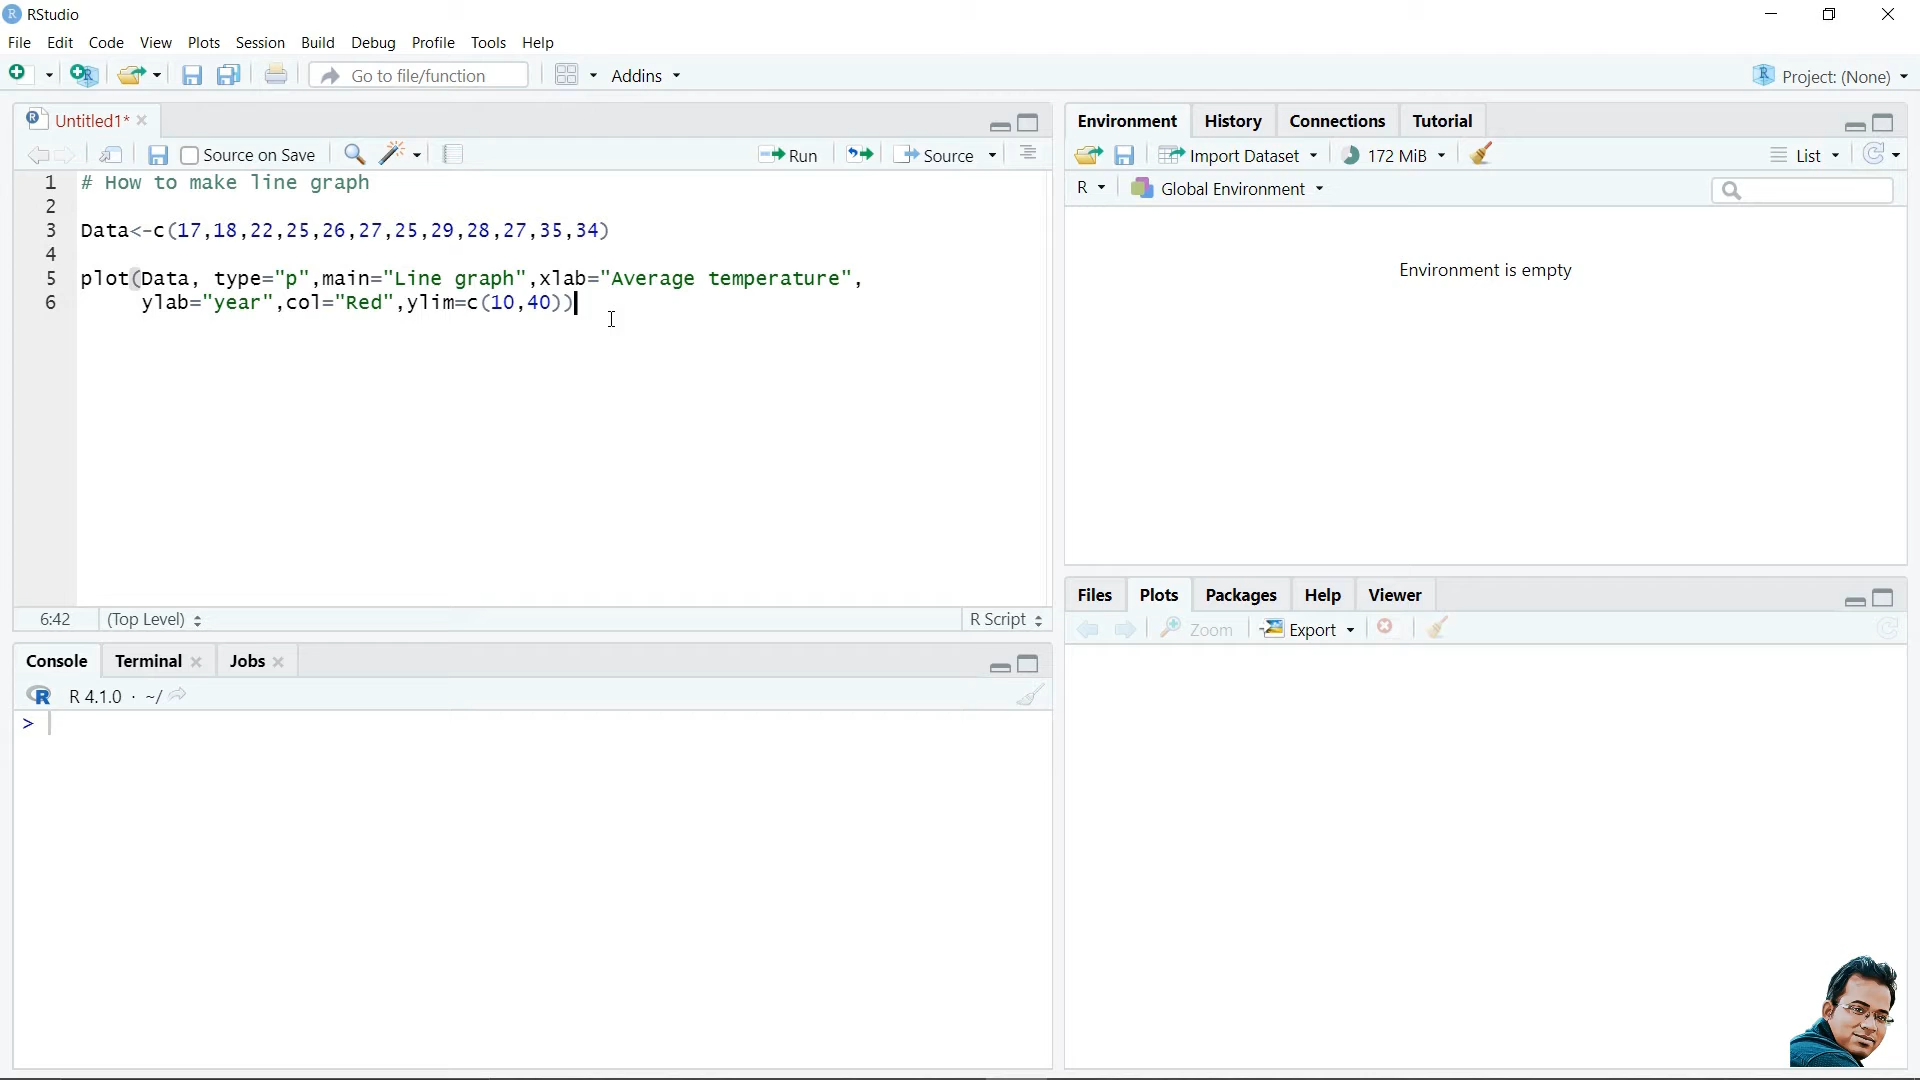 RStudio
File Edit Code View Plots Session Build Debug Profile Tools Help
Go to file/function Addins Project: (None)
Untitled1*
Source on Save Run Source
1 # How to make line graph
2
3 Data<-c(17,18,22,25,26,27,25,29,28,27,35,34)
4
5 plot(Data, type="p",main="Line graph",xlab="Average temperature",
6 ylab="year",col="Red",ylim=c(10,40))
6:42 (Top Level) R Script
Console Terminal Jobs
R 4.1.0 · ~/
>
Environment History Connections Tutorial
Import Dataset 172 MiB List
R Global Environment
Environment is empty
Files Plots Packages Help Viewer
Zoom Export